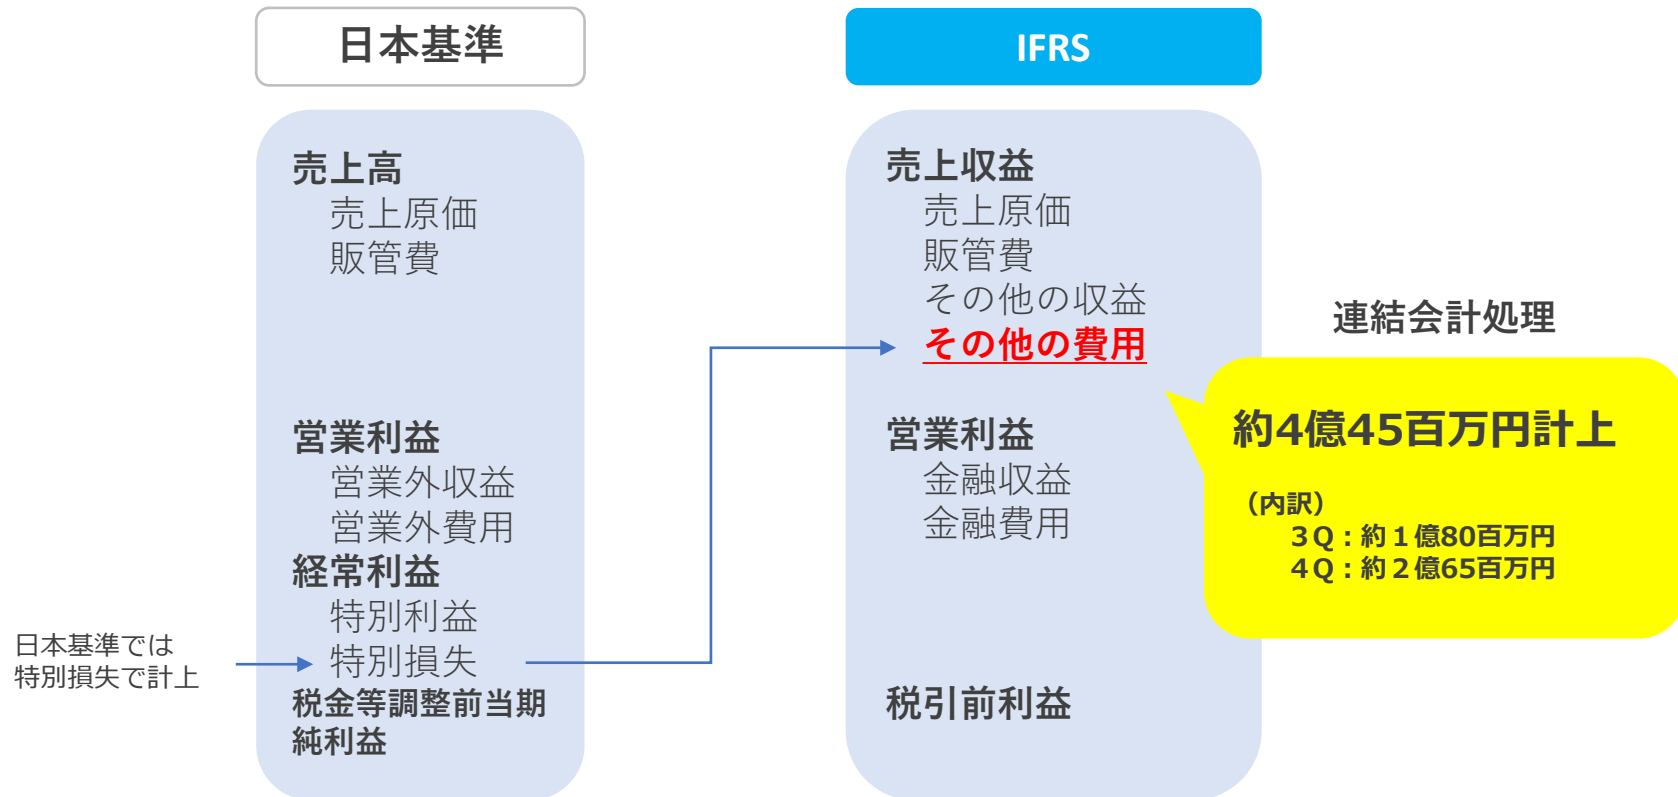 日本基準
売上高
売上原価
販管費
営業利益
営業外収益
営業外費用
経常利益
特別利益
特別損失
税金等調整前当期
純利益
日本基準では
特別損失で計上
IFRS
売上収益
売上原価
販管費
その他の収益
その他の費用
営業利益
金融収益
金融費用
税引前利益
連結会計処理
約4億45百万円計上
（内訳）
３Q：約１億80百万円
４Q：約２億65百万円